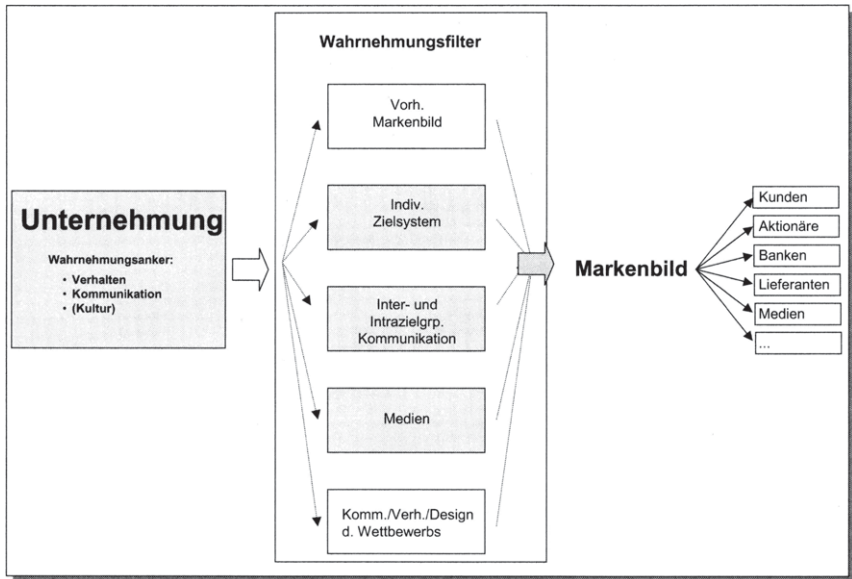 Wahrnehmungsfilter
Vorh.
Markenbild
Unternehmung
Wahrnehmungsanker:
• Verhalten
• Kommunikation
• (Kultur)
Indiv.
Zielsystem
Inter- und
Intrazielgrp.
Kommunikation
Medien
Komm./Verh./Design
d. Wettbewerbs
Markenbild
Kunden
Aktionäre
Banken
Lieferanten
Medien
...